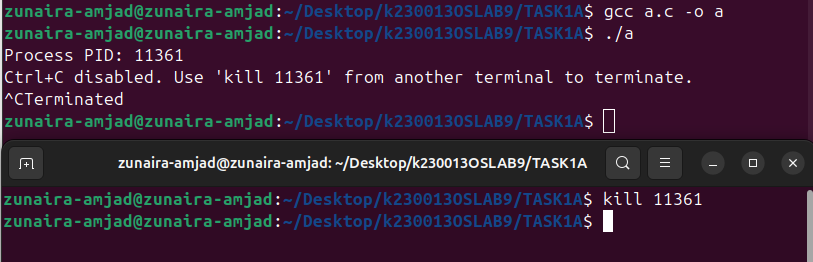 zunaira-amjad@zunaira-amjad:~/Desktop/k230013OSLAB9/TASK1A$ gcc a.c -o a
zunaira-amjad@zunaira-amjad:~/Desktop/k230013OSLAB9/TASK1A$ ./a
Process PID: 11361
Ctrl+C disabled. Use 'kill 11361' from another terminal to terminate.
^CTerminated
zunaira-amjad@zunaira-amjad:~/Desktop/k230013OSLAB9/TASK1A$
zunaira-amjad@zunaira-amjad: ~/Desktop/k230013OSLAB9/TASK1A
zunaira-amjad@zunaira-amjad:~/Desktop/k230013OSLAB9/TASK1A$ kill 11361
zunaira-amjad@zunaira-amjad:~/Desktop/k230013OSLAB9/TASK1A$